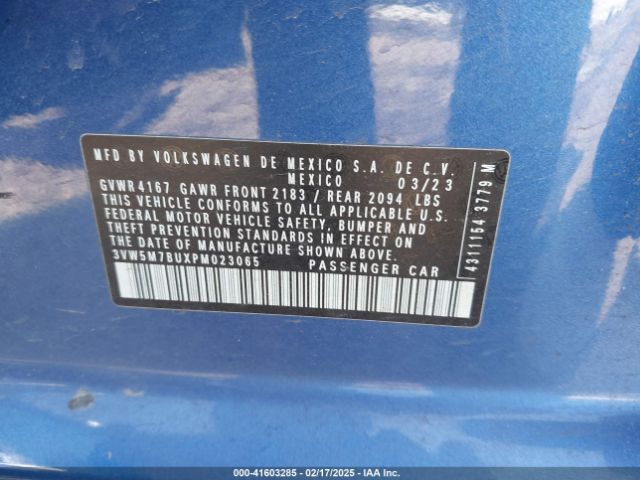 MFD BY VOLKSWAGEN DE MEXICO S.A. DE C.V.
MEXICO 03/23
GVWR4167 GAWR FRONT 2183 / REAR 2094 LBS
THIS VEHICLE CONFORMS TO ALL APPLICABLE U.S.
FEDERAL MOTOR VEHICLE SAFETY, BUMPER AND
THEFT PREVENTION STANDARDS IN EFFECT ON
THE DATE OF MANUFACTURE SHOWN ABOVE.
3VW5M7BUXPM023065 PASSENGER CAR
4311154 3779 M
000-41603285 - 02/17/2025 - IAA Inc.